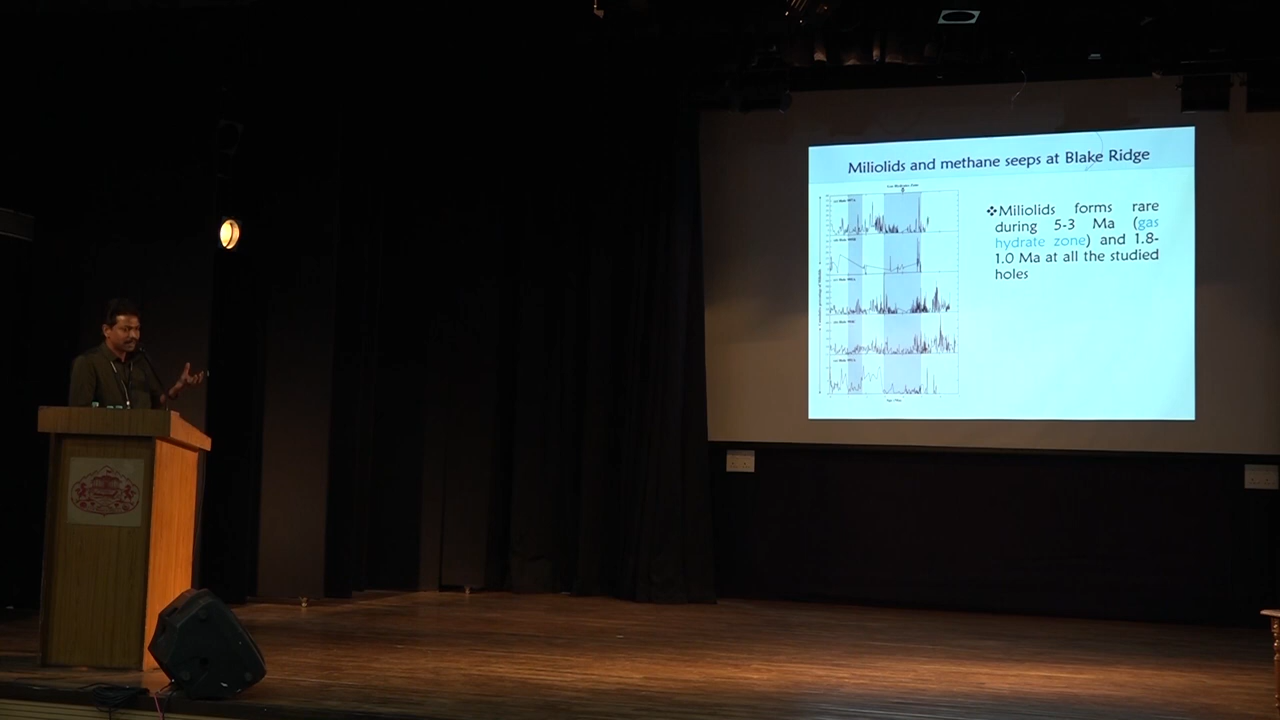 Miliolids and methane seeps at Blake Ridge
❖Miliolids forms rare
during 5-3 Ma (gas
hydrate zone) and 1.8-
1.0 Ma at all the studied
holes